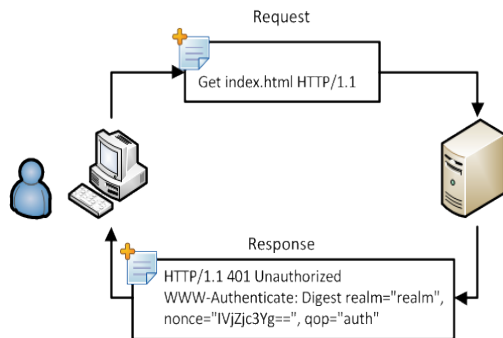 Request
Get index.html HTTP/1.1
Response
HTTP/1.1 401 Unauthorized
WWW-Authenticate: Digest realm="realm",
nonce="IVjZjc3Yg==", qop="auth"